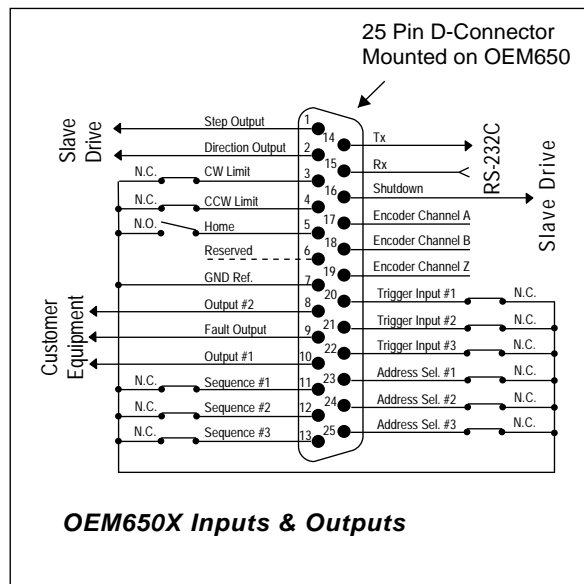 25 Pin D-Connector
Mounted on OEM650
Slave
Drive
Step Output 1
Direction Output 2
N.C. CW Limit 3
N.C. CCW Limit 4
N.O. Home 5
Reserved 6
GND Ref. 7
Customer
Equipment
Output #2 8
Fault Output 9
Output #1 10
N.C. Sequence #1 11
N.C. Sequence #2 12
N.C. Sequence #3 13
14 Tx
15 Rx
RS-232C
16 Shutdown
Slave Drive
17 Encoder Channel A
18 Encoder Channel B
19 Encoder Channel Z
20 Trigger Input #1 N.C.
21 Trigger Input #2 N.C.
22 Trigger Input #3 N.C.
23 Address Sel. #1 N.C.
24 Address Sel. #2 N.C.
25 Address Sel. #3 N.C.
OEM650X Inputs & Outputs